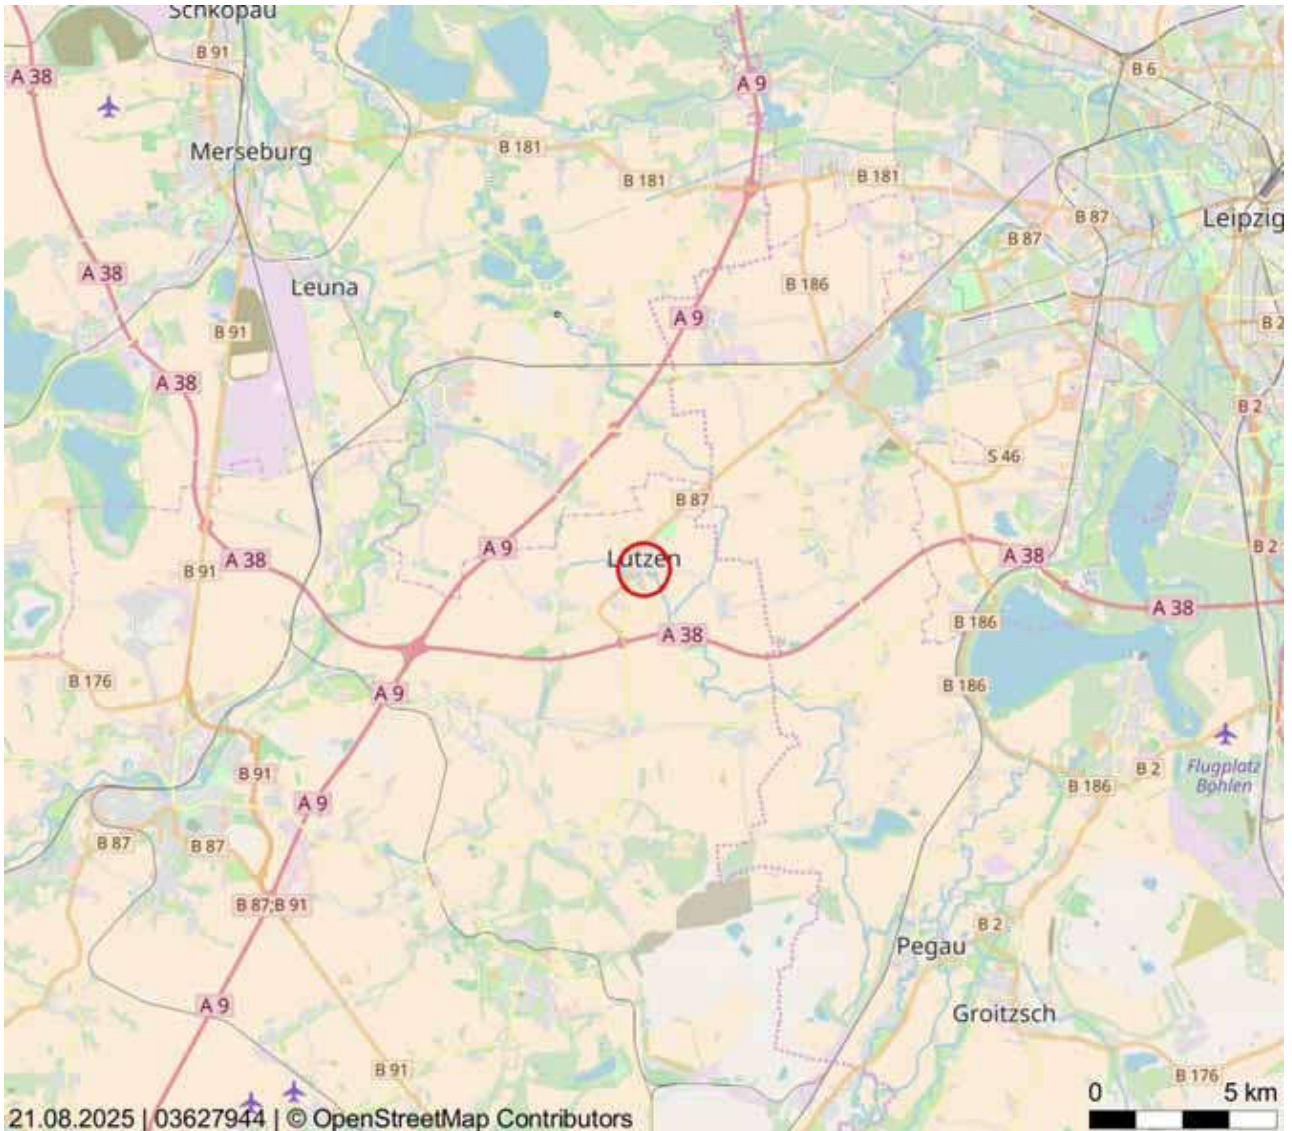 Schkopau
B 91
B 6
A 38
A 9
Merseburg
B 181
B 181
B 181
B 87
Leipzig
B 87
A 38
Leuna
B 186
A 9
B 91
B 2
A 38
B 2
S 46
B 87
A 9
B 2
A 38
Lützen
A 38
B 91
A 38
B 186
A 38
B 176
A 9
B 186
Flugplatz
Böhlen
B 2
B 91
B 186
A 9
B 87
B 87
B 87;B 91
B 2
Pegau
A 9
Groitzsch
B 91
B 176
0 5 km
21.08.2025 | 03627944 | © OpenStreetMap Contributors